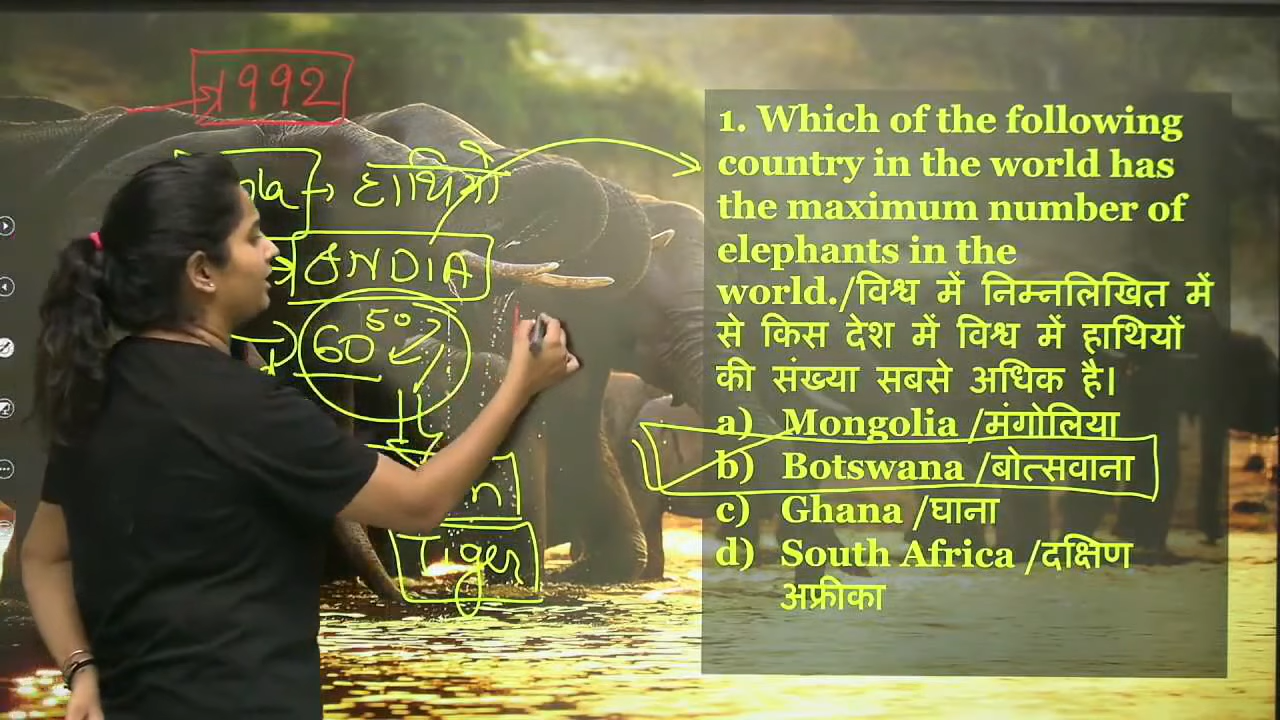 1992
→ हाथियों
INDIA
50
60
Tiger
1. Which of the following
country in the world has
the maximum number of
elephants in the
world./विश्व में निम्नलिखित में
से किस देश में विश्व में हाथियों
की संख्या सबसे अधिक है।
a) Mongolia /मंगोलिया
b) Botswana /बोत्सवाना
c) Ghana /घाना
d) South Africa /दक्षिण
अफ्रीका